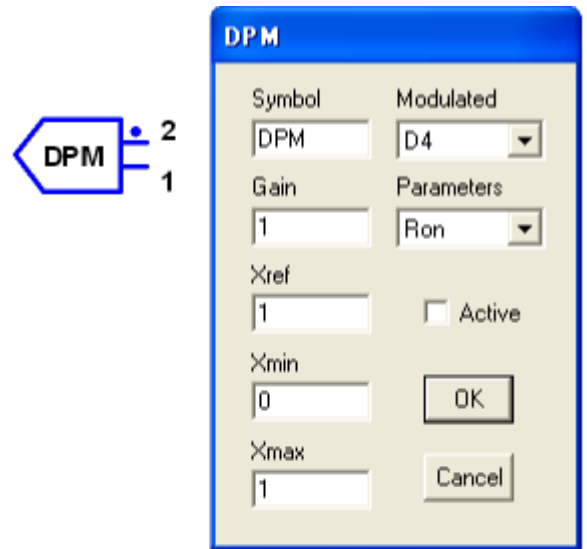 DPM
2
1
DPM
Symbol Modulated
DPM D4
Gain Parameters
1 Ron
Xref
1 Active
Xmin
0 OK
Xmax
1 Cancel